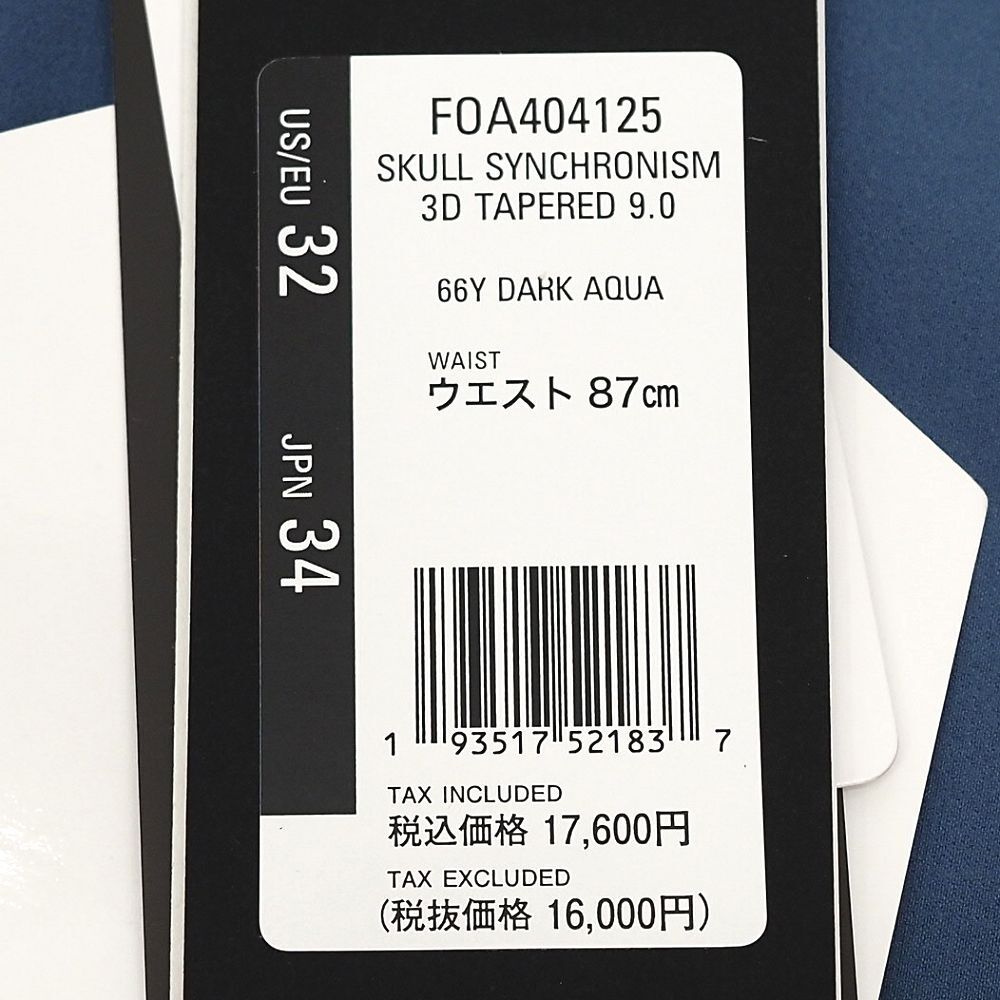 US/EU 32
JPN 34
FOA404125
SKULL SYNCHRONISM
3D TAPERED 9.0
66Y DARK AQUA
WAIST
ウエスト 87cm
1 93517 52183 7
TAX INCLUDED
税込価格 17,600円
TAX EXCLUDED
(税抜価格 16,000円)